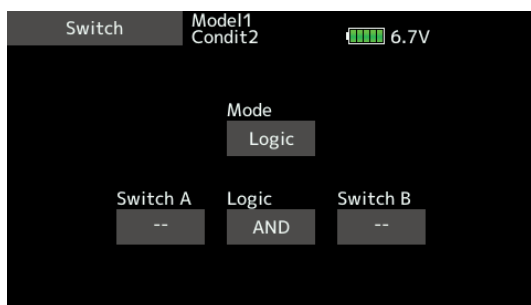 Switch
Model1
Condit2
6.7V
Mode
Logic
Switch A
Logic
Switch B
--
AND
--